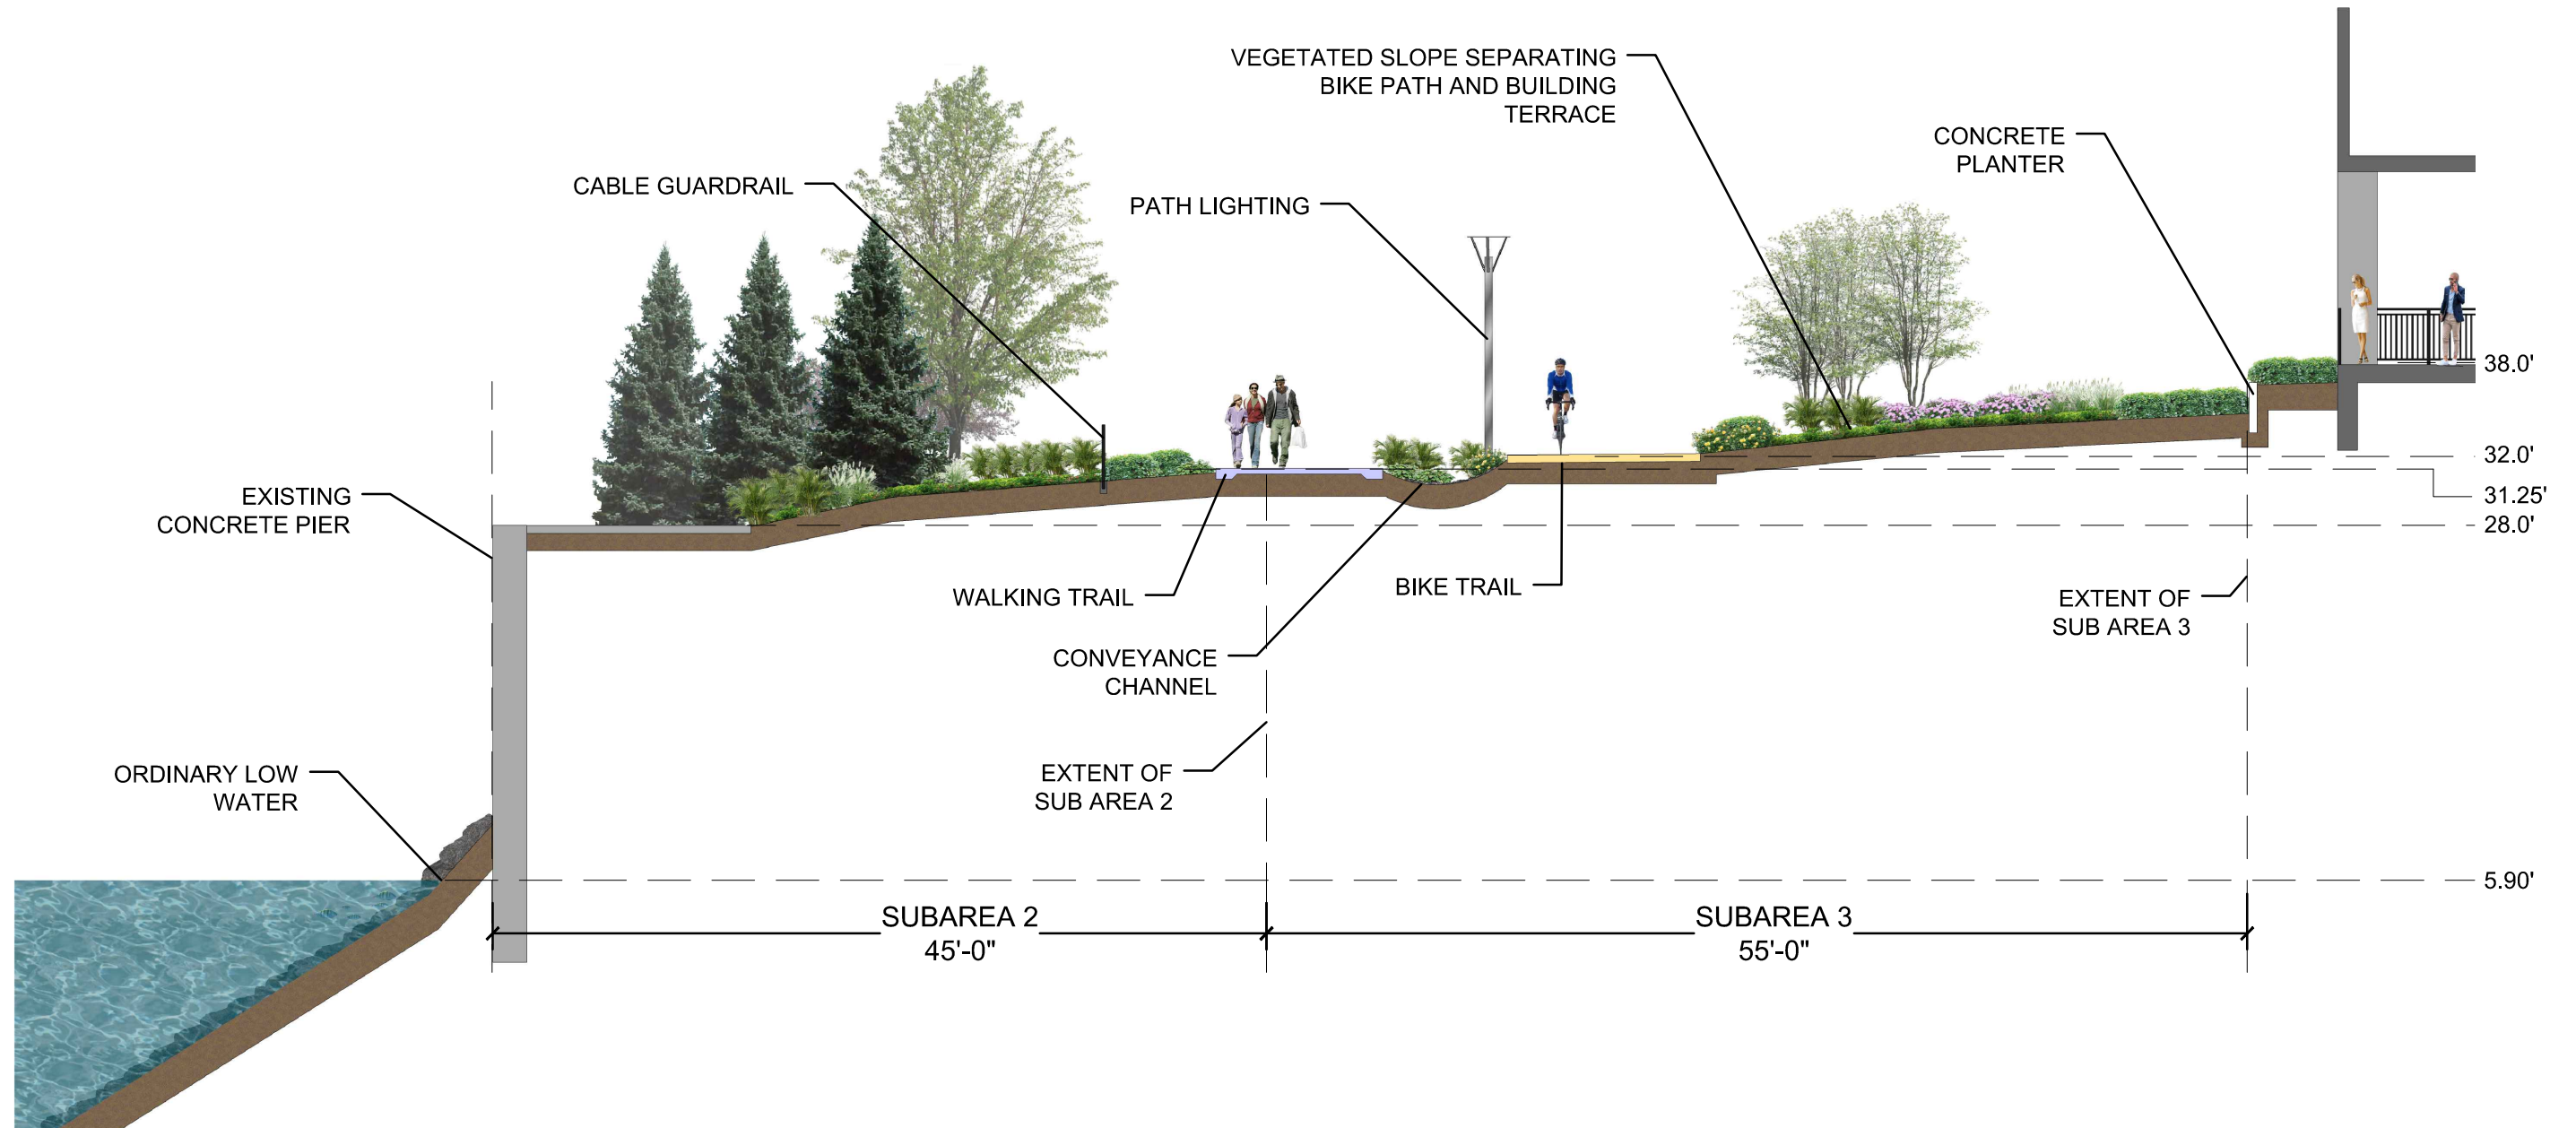 VEGETATED SLOPE SEPARATING
BIKE PATH AND BUILDING
TERRACE
CONCRETE
PLANTER
CABLE GUARDRAIL
PATH LIGHTING
38.0'
32.0'
31.25'
28.0'
EXISTING
CONCRETE PIER
WALKING TRAIL
BIKE TRAIL
EXTENT OF
SUB AREA 3
CONVEYANCE
CHANNEL
EXTENT OF
SUB AREA 2
ORDINARY LOW
WATER
5.90'
SUBAREA 2
45'-0"
SUBAREA 3
55'-0"